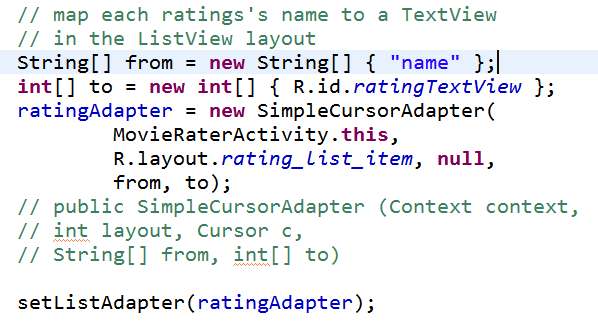 // map each ratings's name to a TextView
// in the ListView layout
String[] from = new String[] { "name" };
int[] to = new int[] { R.id.ratingTextView };
ratingAdapter = new SimpleCursorAdapter(
        MovieRaterActivity.this,
        R.layout.rating_list_item, null,
        from, to);
// public SimpleCursorAdapter (Context context,
// int layout, Cursor c,
// String[] from, int[] to)
setListAdapter(ratingAdapter);